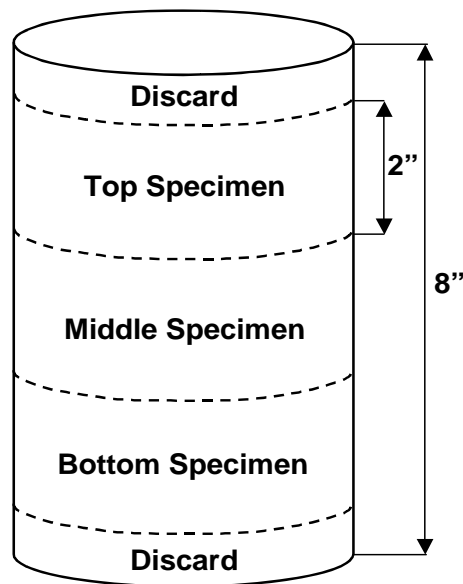 Discard
Top Specimen
2”
8”
Middle Specimen
Bottom Specimen
Discard